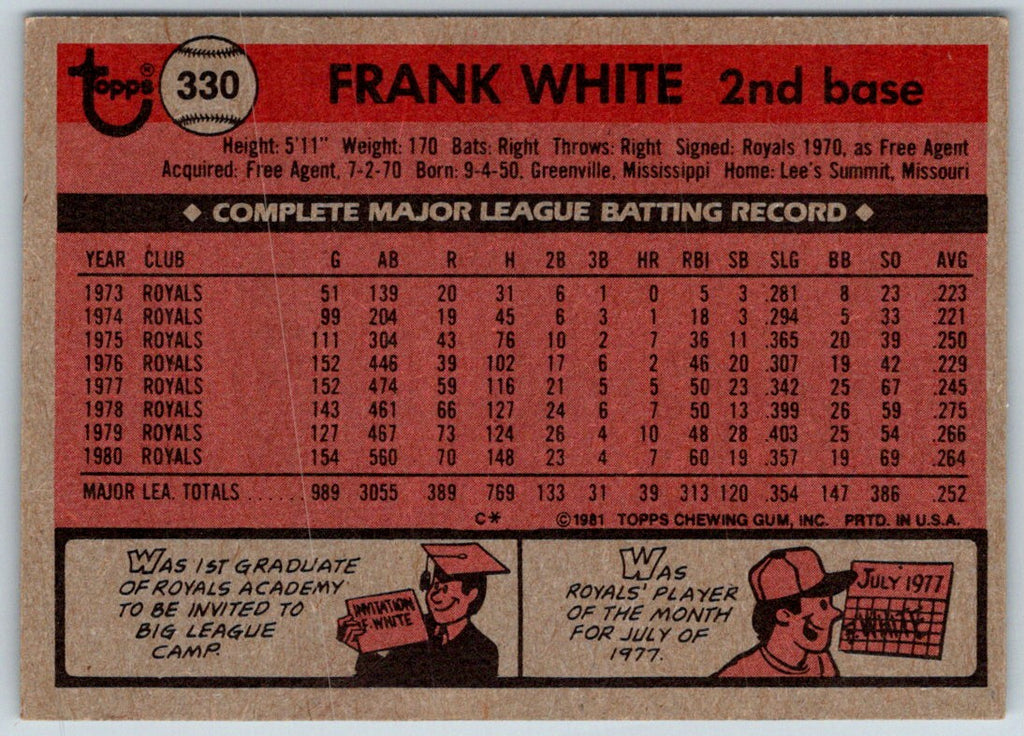 topps® 330 FRANK WHITE 2nd base
Height: 5'11" Weight: 170 Bats: Right Throws: Right Signed: Royals 1970, as Free Agent
Acquired: Free Agent, 7-2-70 Born: 9-4-50, Greenville, Mississippi Home: Lee's Summit, Missouri
◆ COMPLETE MAJOR LEAGUE BATTING RECORD ◆
YEAR CLUB G AB R H 2B 3B HR RBI SB SLG BB SO AVG
1973 ROYALS 51 139 20 31 6 1 0 5 3 .281 8 23 .223
1974 ROYALS 99 204 19 45 6 3 1 18 3 .294 5 33 .221
1975 ROYALS 111 304 43 76 10 2 7 36 11 .365 20 39 .250
1976 ROYALS 152 446 39 102 17 6 2 46 20 .307 19 42 .229
1977 ROYALS 152 474 59 116 21 5 5 50 23 .342 25 67 .245
1978 ROYALS 143 461 66 127 24 6 7 50 13 .399 26 59 .275
1979 ROYALS 127 467 73 124 26 4 10 48 28 .403 25 54 .266
1980 ROYALS 154 560 70 148 23 4 7 60 19 .357 19 69 .264
MAJOR LEA. TOTALS ...... 989 3055 389 769 133 31 39 313 120 .354 147 386 .252
C* ©1981 TOPPS CHEWING GUM, INC. PRTD. IN U.S.A.
WAS 1ST GRADUATE
OF ROYALS ACADEMY
TO BE INVITED TO
BIG LEAGUE
CAMP.
INVITATION
F. WHITE
WAS
ROYALS' PLAYER
OF THE MONTH
FOR JULY OF
1977.
JULY 1977
F. WHITE